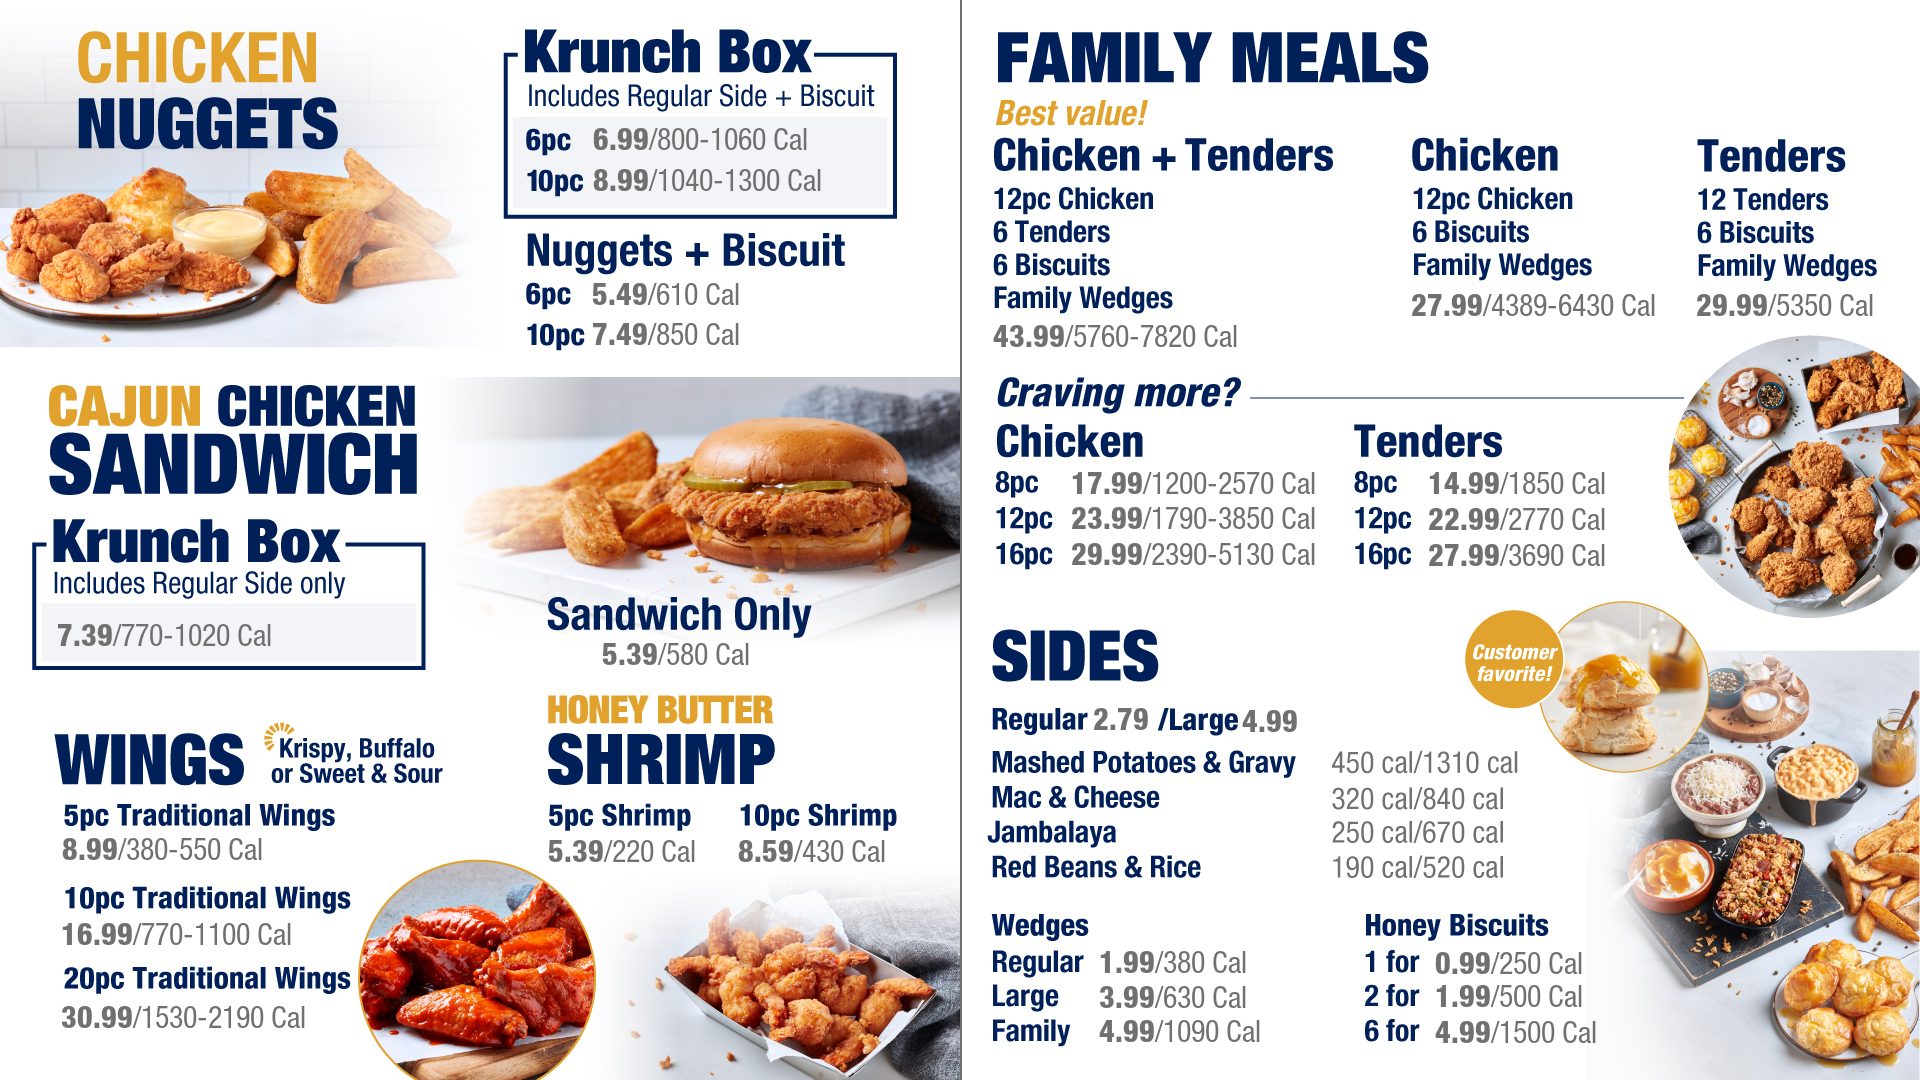 CHICKEN
NUGGETS
Krunch Box
Includes Regular Side + Biscuit
6pc 6.99/800-1060 Cal
10pc 8.99/1040-1300 Cal
Nuggets + Biscuit
6pc 5.49/610 Cal
10pc 7.49/850 Cal
CAJUN CHICKEN
SANDWICH
Krunch Box
Includes Regular Side only
7.39/770-1020 Cal
Sandwich Only
5.39/580 Cal
WINGS
Krispy, Buffalo
or Sweet & Sour
5pc Traditional Wings
8.99/380-550 Cal
10pc Traditional Wings
16.99/770-1100 Cal
20pc Traditional Wings
30.99/1530-2190 Cal
HONEY BUTTER
SHRIMP
5pc Shrimp
5.39/220 Cal
10pc Shrimp
8.59/430 Cal
FAMILY MEALS
Best value!
Chicken + Tenders
12pc Chicken
6 Tenders
6 Biscuits
Family Wedges
43.99/5760-7820 Cal
Chicken
12pc Chicken
6 Biscuits
Family Wedges
27.99/4389-6430 Cal
Tenders
12 Tenders
6 Biscuits
Family Wedges
29.99/5350 Cal
Craving more?
Chicken
8pc 17.99/1200-2570 Cal
12pc 23.99/1790-3850 Cal
16pc 29.99/2390-5130 Cal
Tenders
8pc 14.99/1850 Cal
12pc 22.99/2770 Cal
16pc 27.99/3690 Cal
SIDES
Customer
favorite!
Regular 2.79 /Large 4.99
Mashed Potatoes & Gravy 450 cal/1310 cal
Mac & Cheese 320 cal/840 cal
Jambalaya 250 cal/670 cal
Red Beans & Rice 190 cal/520 cal
Wedges
Regular 1.99/380 Cal
Large 3.99/630 Cal
Family 4.99/1090 Cal
Honey Biscuits
1 for 0.99/250 Cal
2 for 1.99/500 Cal
6 for 4.99/1500 Cal